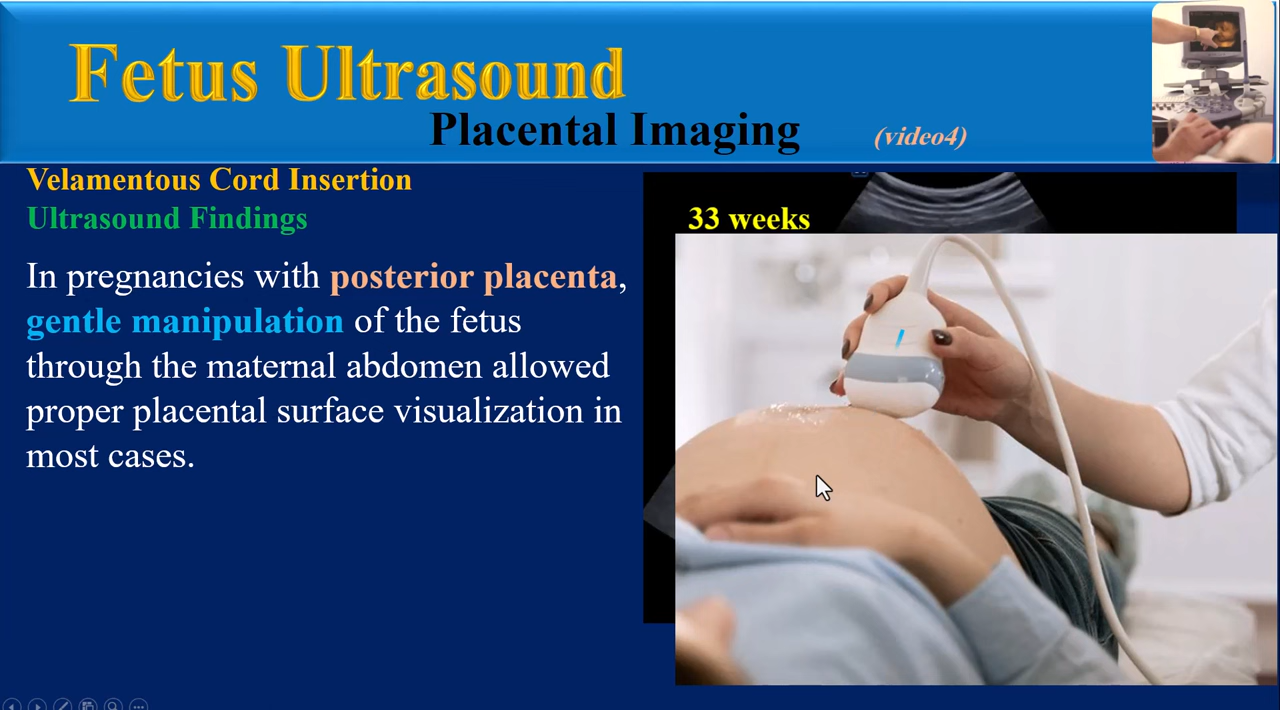 Fetus Ultrasound
Placental Imaging
(video4)
Velamentous Cord Insertion
Ultrasound Findings
33 weeks
In pregnancies with posterior placenta,
gentle manipulation of the fetus
through the maternal abdomen allowed
proper placental surface visualization in
most cases.